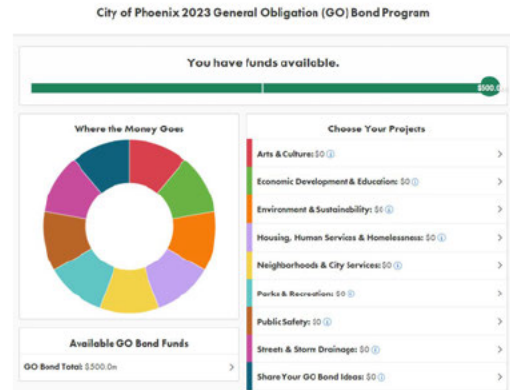 City of Phoenix 2023 General Obligation (GO) Bond Program
You have funds available.
$500.0
Where the Money Goes
Choose Your Projects
Arts & Culture: $0
Economic Development & Education: $0
Environment & Sustainability: $0
Housing, Human Services & Homelessness: $0
Neighborhoods & City Services: $0
Parks & Recreation: $0
Public Safety: $0
Streets & Storm Drainage: $0
Share Your GO Bond Ideas: $0
Available GO Bond Funds
GO Bond Total: $500.0m